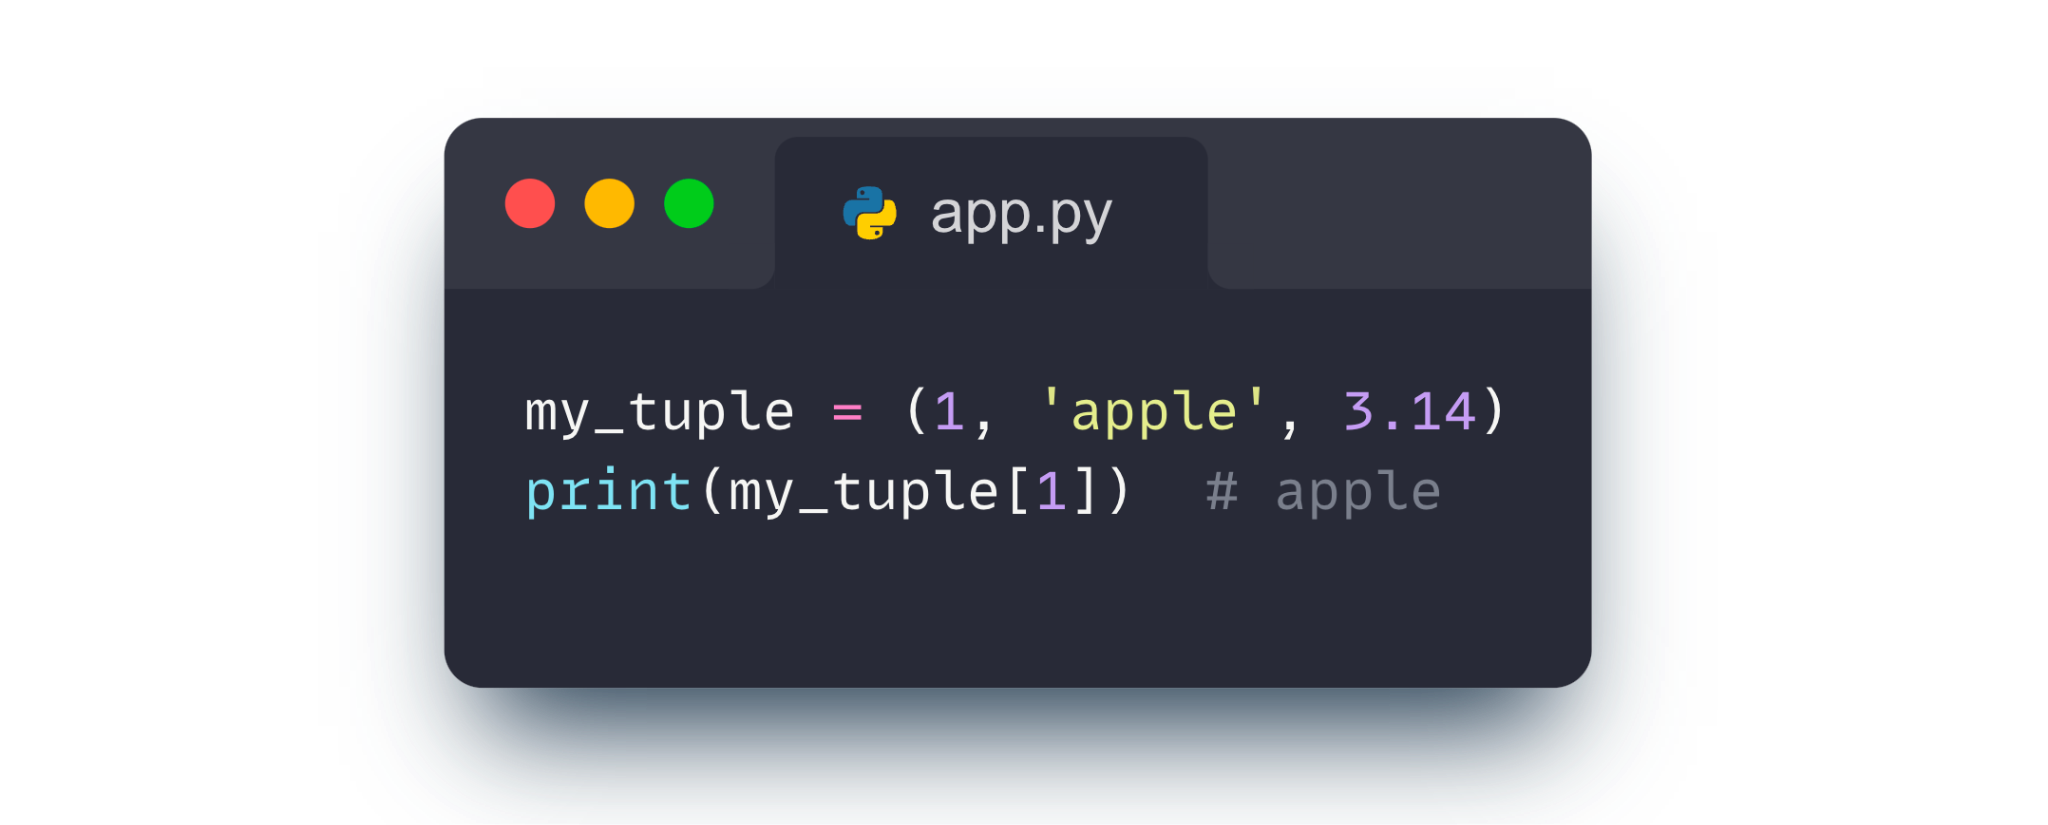 app.py
my_tuple = (1, 'apple', 3.14)
print(my_tuple[1])  # apple